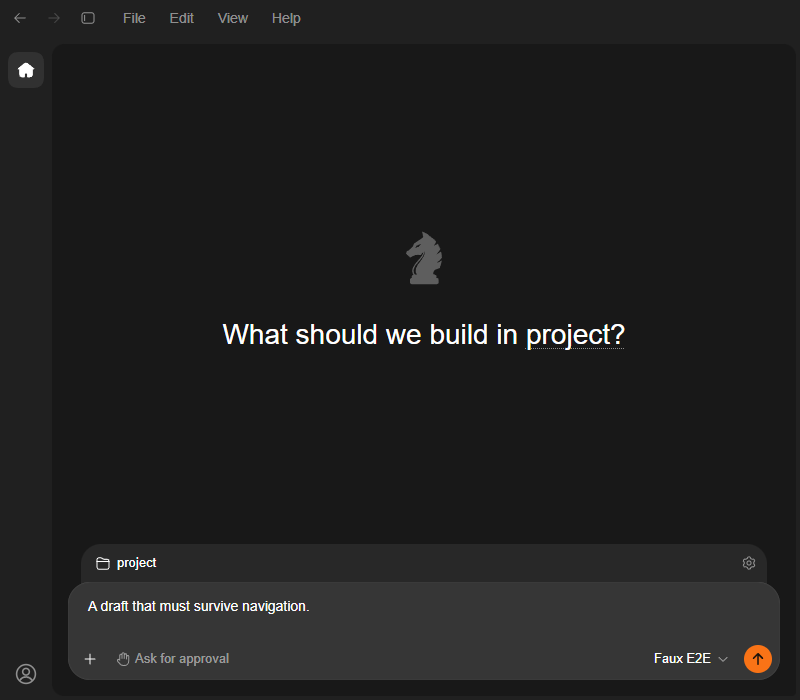 File Edit View Help
What should we build in project?
project
A draft that must survive navigation.
Ask for approval Faux E2E